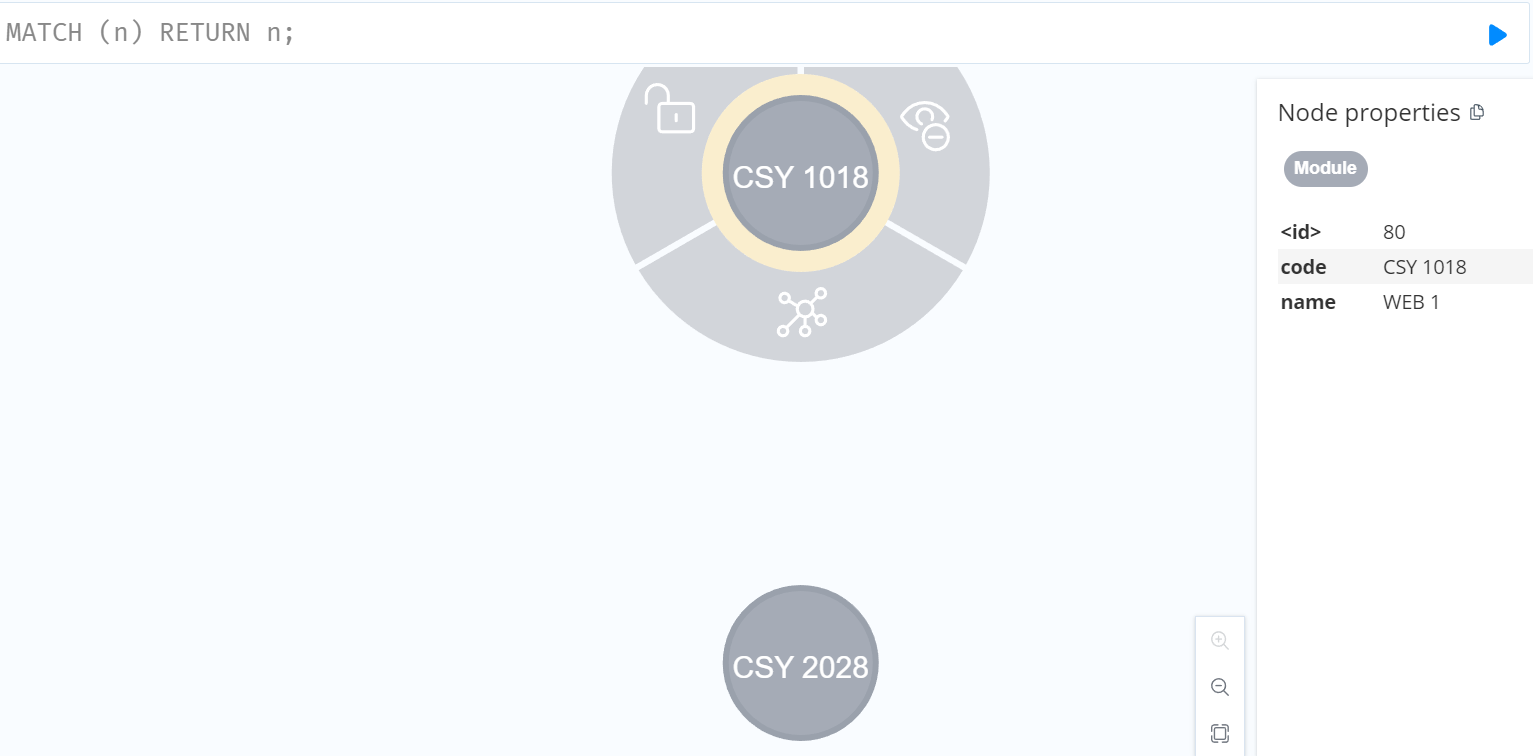 MATCH (n) RETURN n;
CSY 1018
CSY 2028
Node properties
Module
<id> 80
code CSY 1018
name WEB 1